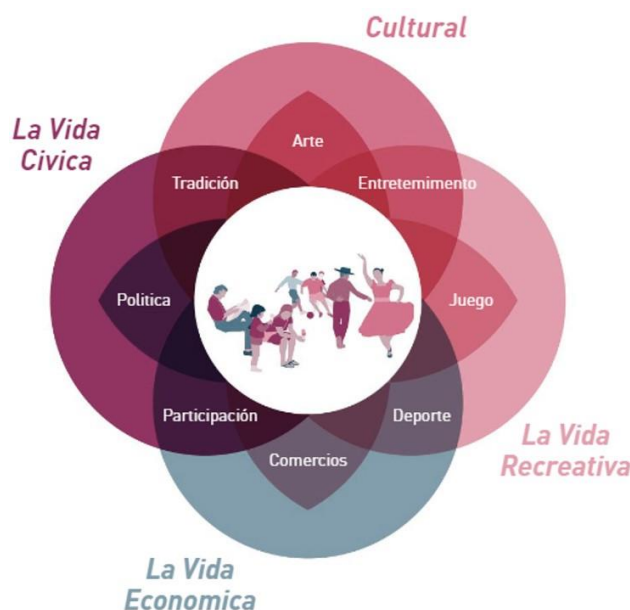 Cultural
La Vida
Civica
Arte
Tradición
Entretemimento
Politica
Juego
Participación
Deporte
Comercios
La Vida
Recreativa
La Vida
Economica